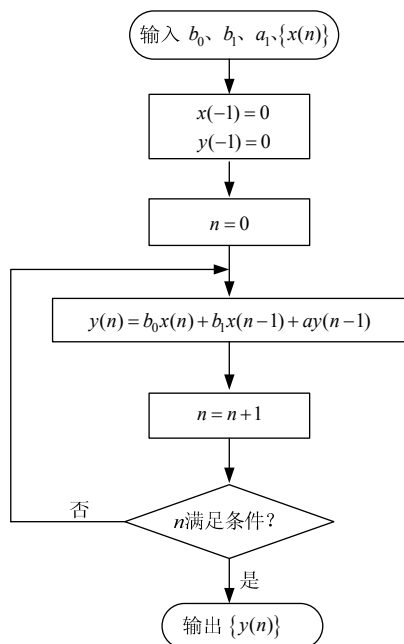 输入 b₀、b₁、a₁、{x(n)}
x(−1)=0
y(−1)=0
n=0
y(n)=b₀x(n)+b₁x(n−1)+ay(n−1)
n=n+1
否
n满足条件?
是
输出 {y(n)}